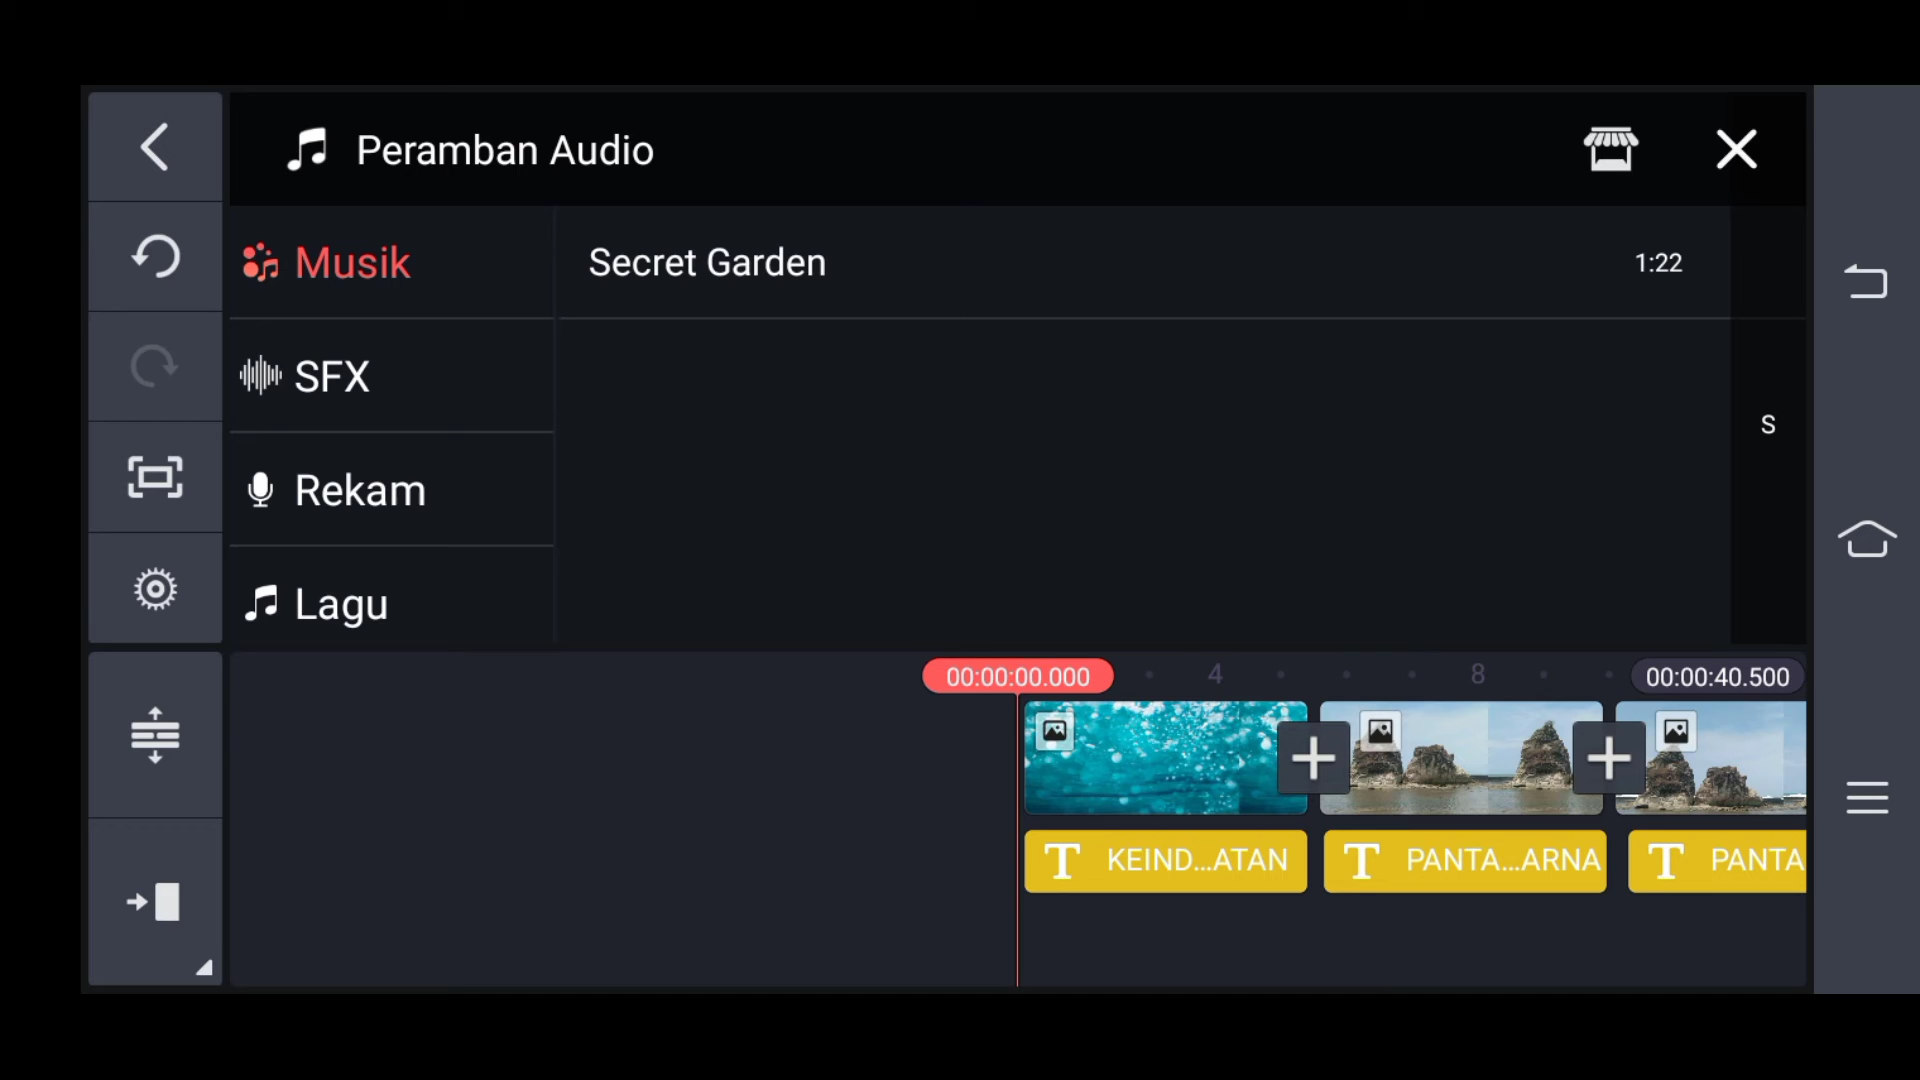 Peramban Audio
Musik
Secret Garden
1:22
SFX
S
Rekam
Lagu
00:00:00.000
4
8
00:00:40.500
T KEIND...ATAN
T PANTA...ARNA
T PANTA